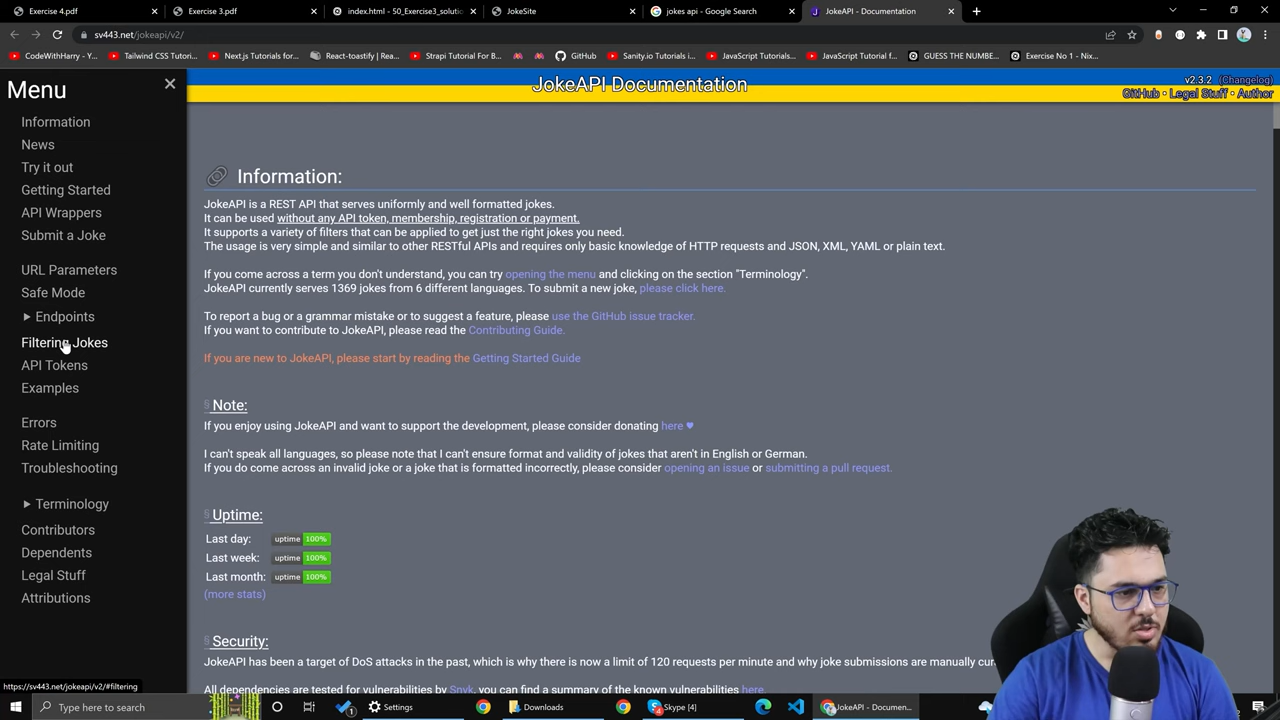 Exercise 4.pdf
Exercise 3.pdf
index.html - 50_Exercise3_soluti
JokeSite
jokes api - Google Search
JokeAPI - Documentation
sv443.net/jokeapi/v2/
CodeWithHarry - Y...
Tailwind CSS Tutori...
Next.js Tutorials for...
React-toastify | Rea...
Strapi Tutorial For B...
GitHub
Sanity.io Tutorials i...
JavaScript Tutorials...
JavaScript Tutorial f...
GUESS THE NUMBE...
Exercise No 1 - Nix...
Menu
Information
News
Try it out
Getting Started
API Wrappers
Submit a Joke
URL Parameters
Safe Mode
Endpoints
Filtering Jokes
API Tokens
Examples
Errors
Rate Limiting
Troubleshooting
Terminology
Contributors
Dependents
Legal Stuff
Attributions
JokeAPI Documentation
v2.3.2 (Changelog)
GitHub • Legal Stuff • Author
Information:
JokeAPI is a REST API that serves uniformly and well formatted jokes.
It can be used without any API token, membership, registration or payment.
It supports a variety of filters that can be applied to get just the right jokes you need.
The usage is very simple and similar to other RESTful APIs and requires only basic knowledge of HTTP requests and JSON, XML, YAML or plain text.
If you come across a term you don't understand, you can try opening the menu and clicking on the section "Terminology".
JokeAPI currently serves 1369 jokes from 6 different languages. To submit a new joke, please click here.
To report a bug or a grammar mistake or to suggest a feature, please use the GitHub issue tracker.
If you want to contribute to JokeAPI, please read the Contributing Guide.
If you are new to JokeAPI, please start by reading the Getting Started Guide
§ Note:
If you enjoy using JokeAPI and want to support the development, please consider donating here ♥
I can't speak all languages, so please note that I can't ensure format and validity of jokes that aren't in English or German.
If you do come across an invalid joke or a joke that is formatted incorrectly, please consider opening an issue or submitting a pull request.
§ Uptime:
Last day: uptime 100%
Last week: uptime 100%
Last month: uptime 100%
(more stats)
§ Security:
JokeAPI has been a target of DoS attacks in the past, which is why there is now a limit of 120 requests per minute and why joke submissions are manually
All dependencies are tested for vulnerabilities by Snyk, you can find a summary of the known vulnerabilities here.
https://sv443.net/jokeapi/v2/#filtering
Type here to search
Settings
Downloads
Skype [4]
JokeAPI - Documen...